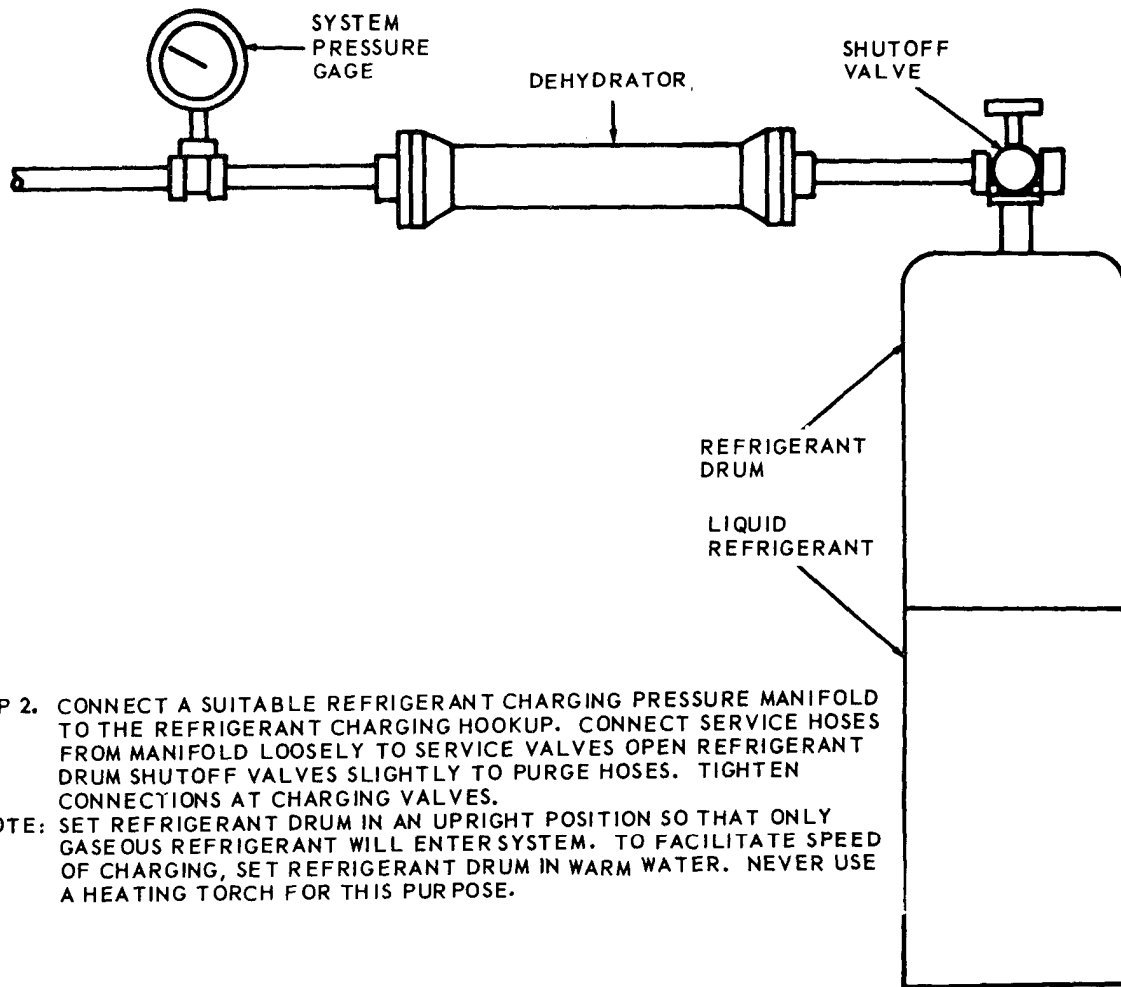 SYSTEM
PRESSURE
GAGE
DEHYDRATOR
SHUTOFF
VALVE
REFRIGERANT
DRUM
LIQUID
REFRIGERANT
P 2. CONNECT A SUITABLE REFRIGERANT CHARGING PRESSURE MANIFOLD
TO THE REFRIGERANT CHARGING HOOKUP. CONNECT SERVICE HOSES
FROM MANIFOLD LOOSELY TO SERVICE VALVES OPEN REFRIGERANT
DRUM SHUTOFF VALVES SLIGHTLY TO PURGE HOSES. TIGHTEN
CONNECTIONS AT CHARGING VALVES.
OTE: SET REFRIGERANT DRUM IN AN UPRIGHT POSITION SO THAT ONLY
GASEOUS REFRIGERANT WILL ENTER SYSTEM. TO FACILITATE SPEED
OF CHARGING, SET REFRIGERANT DRUM IN WARM WATER. NEVER USE
A HEATING TORCH FOR THIS PURPOSE.